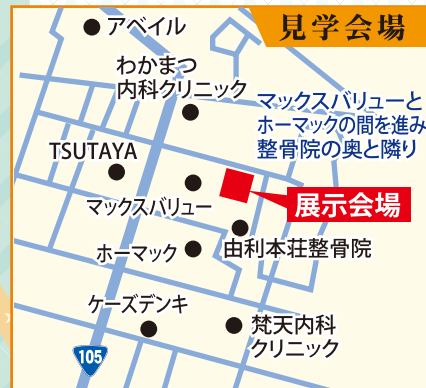 見学会場
アベイル
わかまつ
内科クリニック
マックスバリューと
ホーマックの間を進み
整骨院の奥と隣り
TSUTAYA
マックスバリュー
展示会場
ホーマック
由利本荘整骨院
ケーズデンキ
梵天内科
クリニック
105